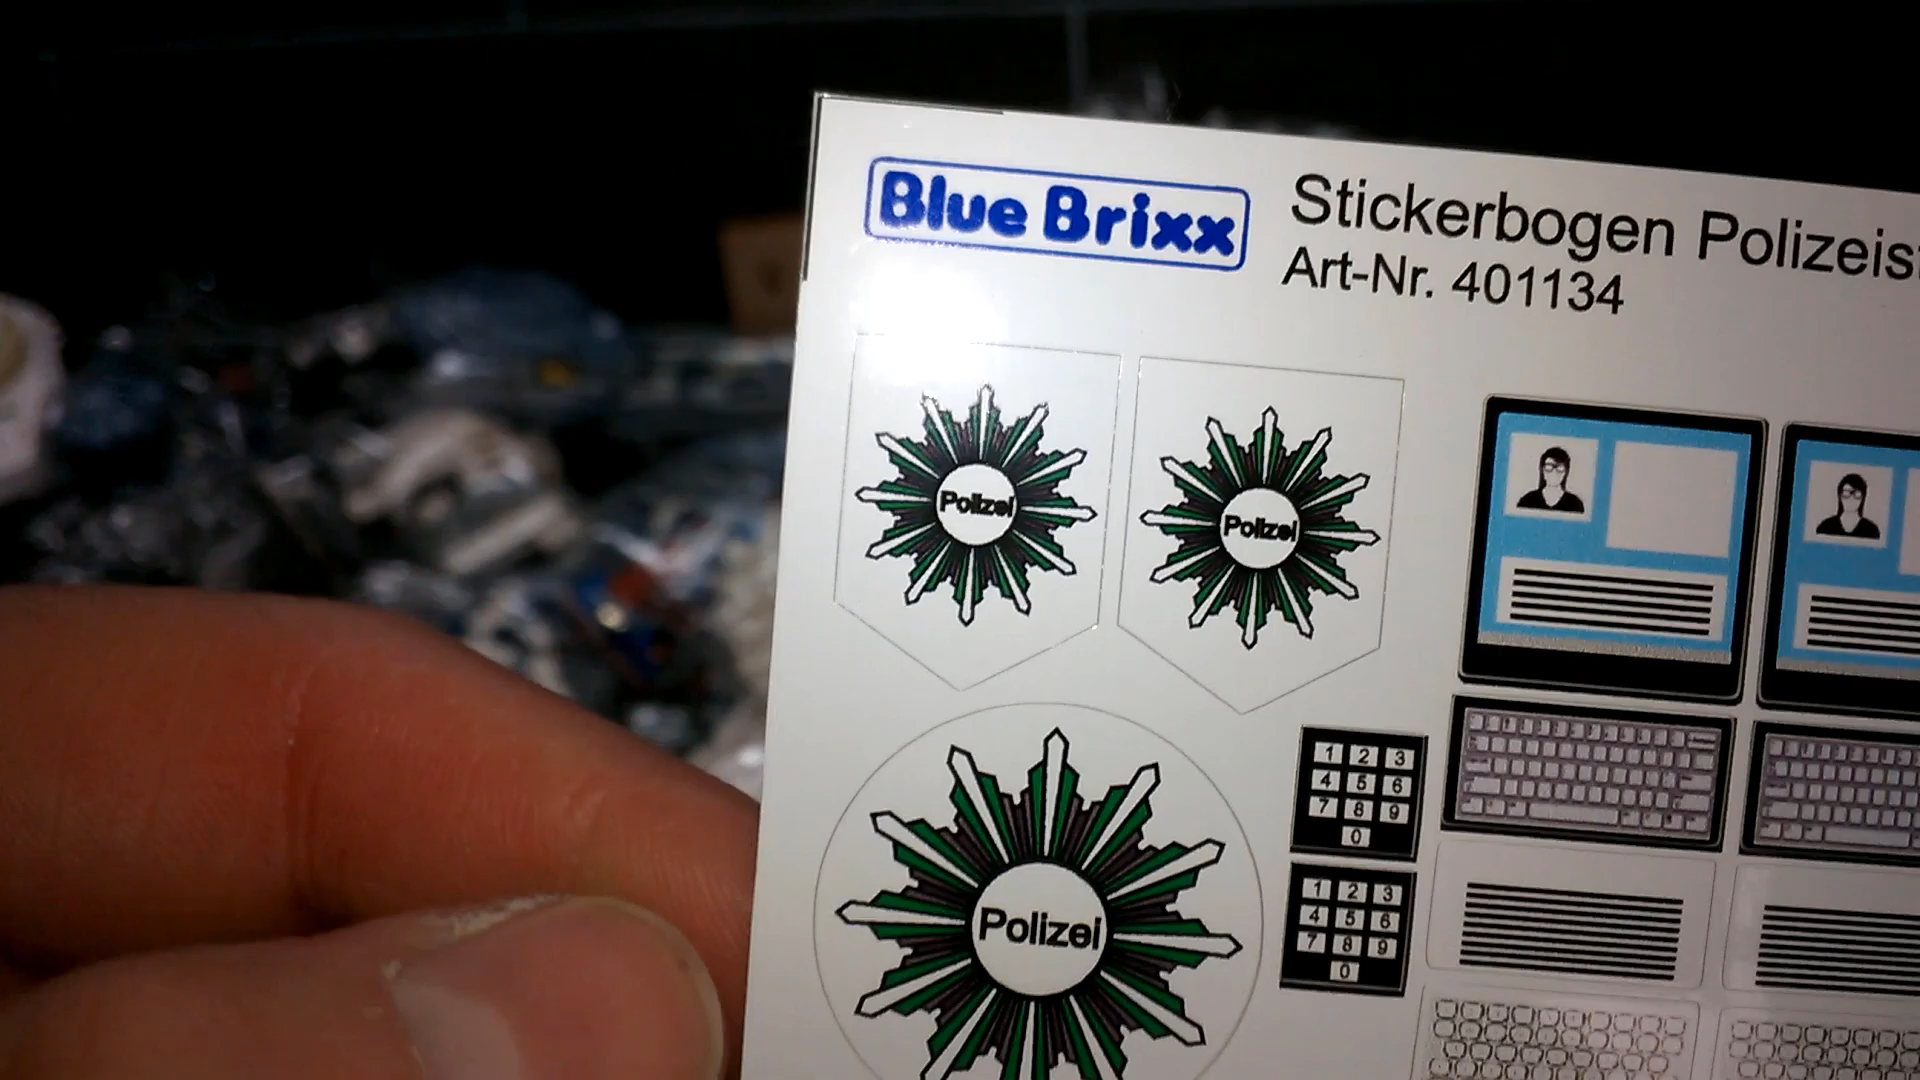 Blue Brixx
Stickerbogen Polizeis
Art-Nr. 401134
Polizei
Polizei
Polizei
1 2 3
4 5 6
7 8 9
0
1 2 3
4 5 6
7 8 9
0